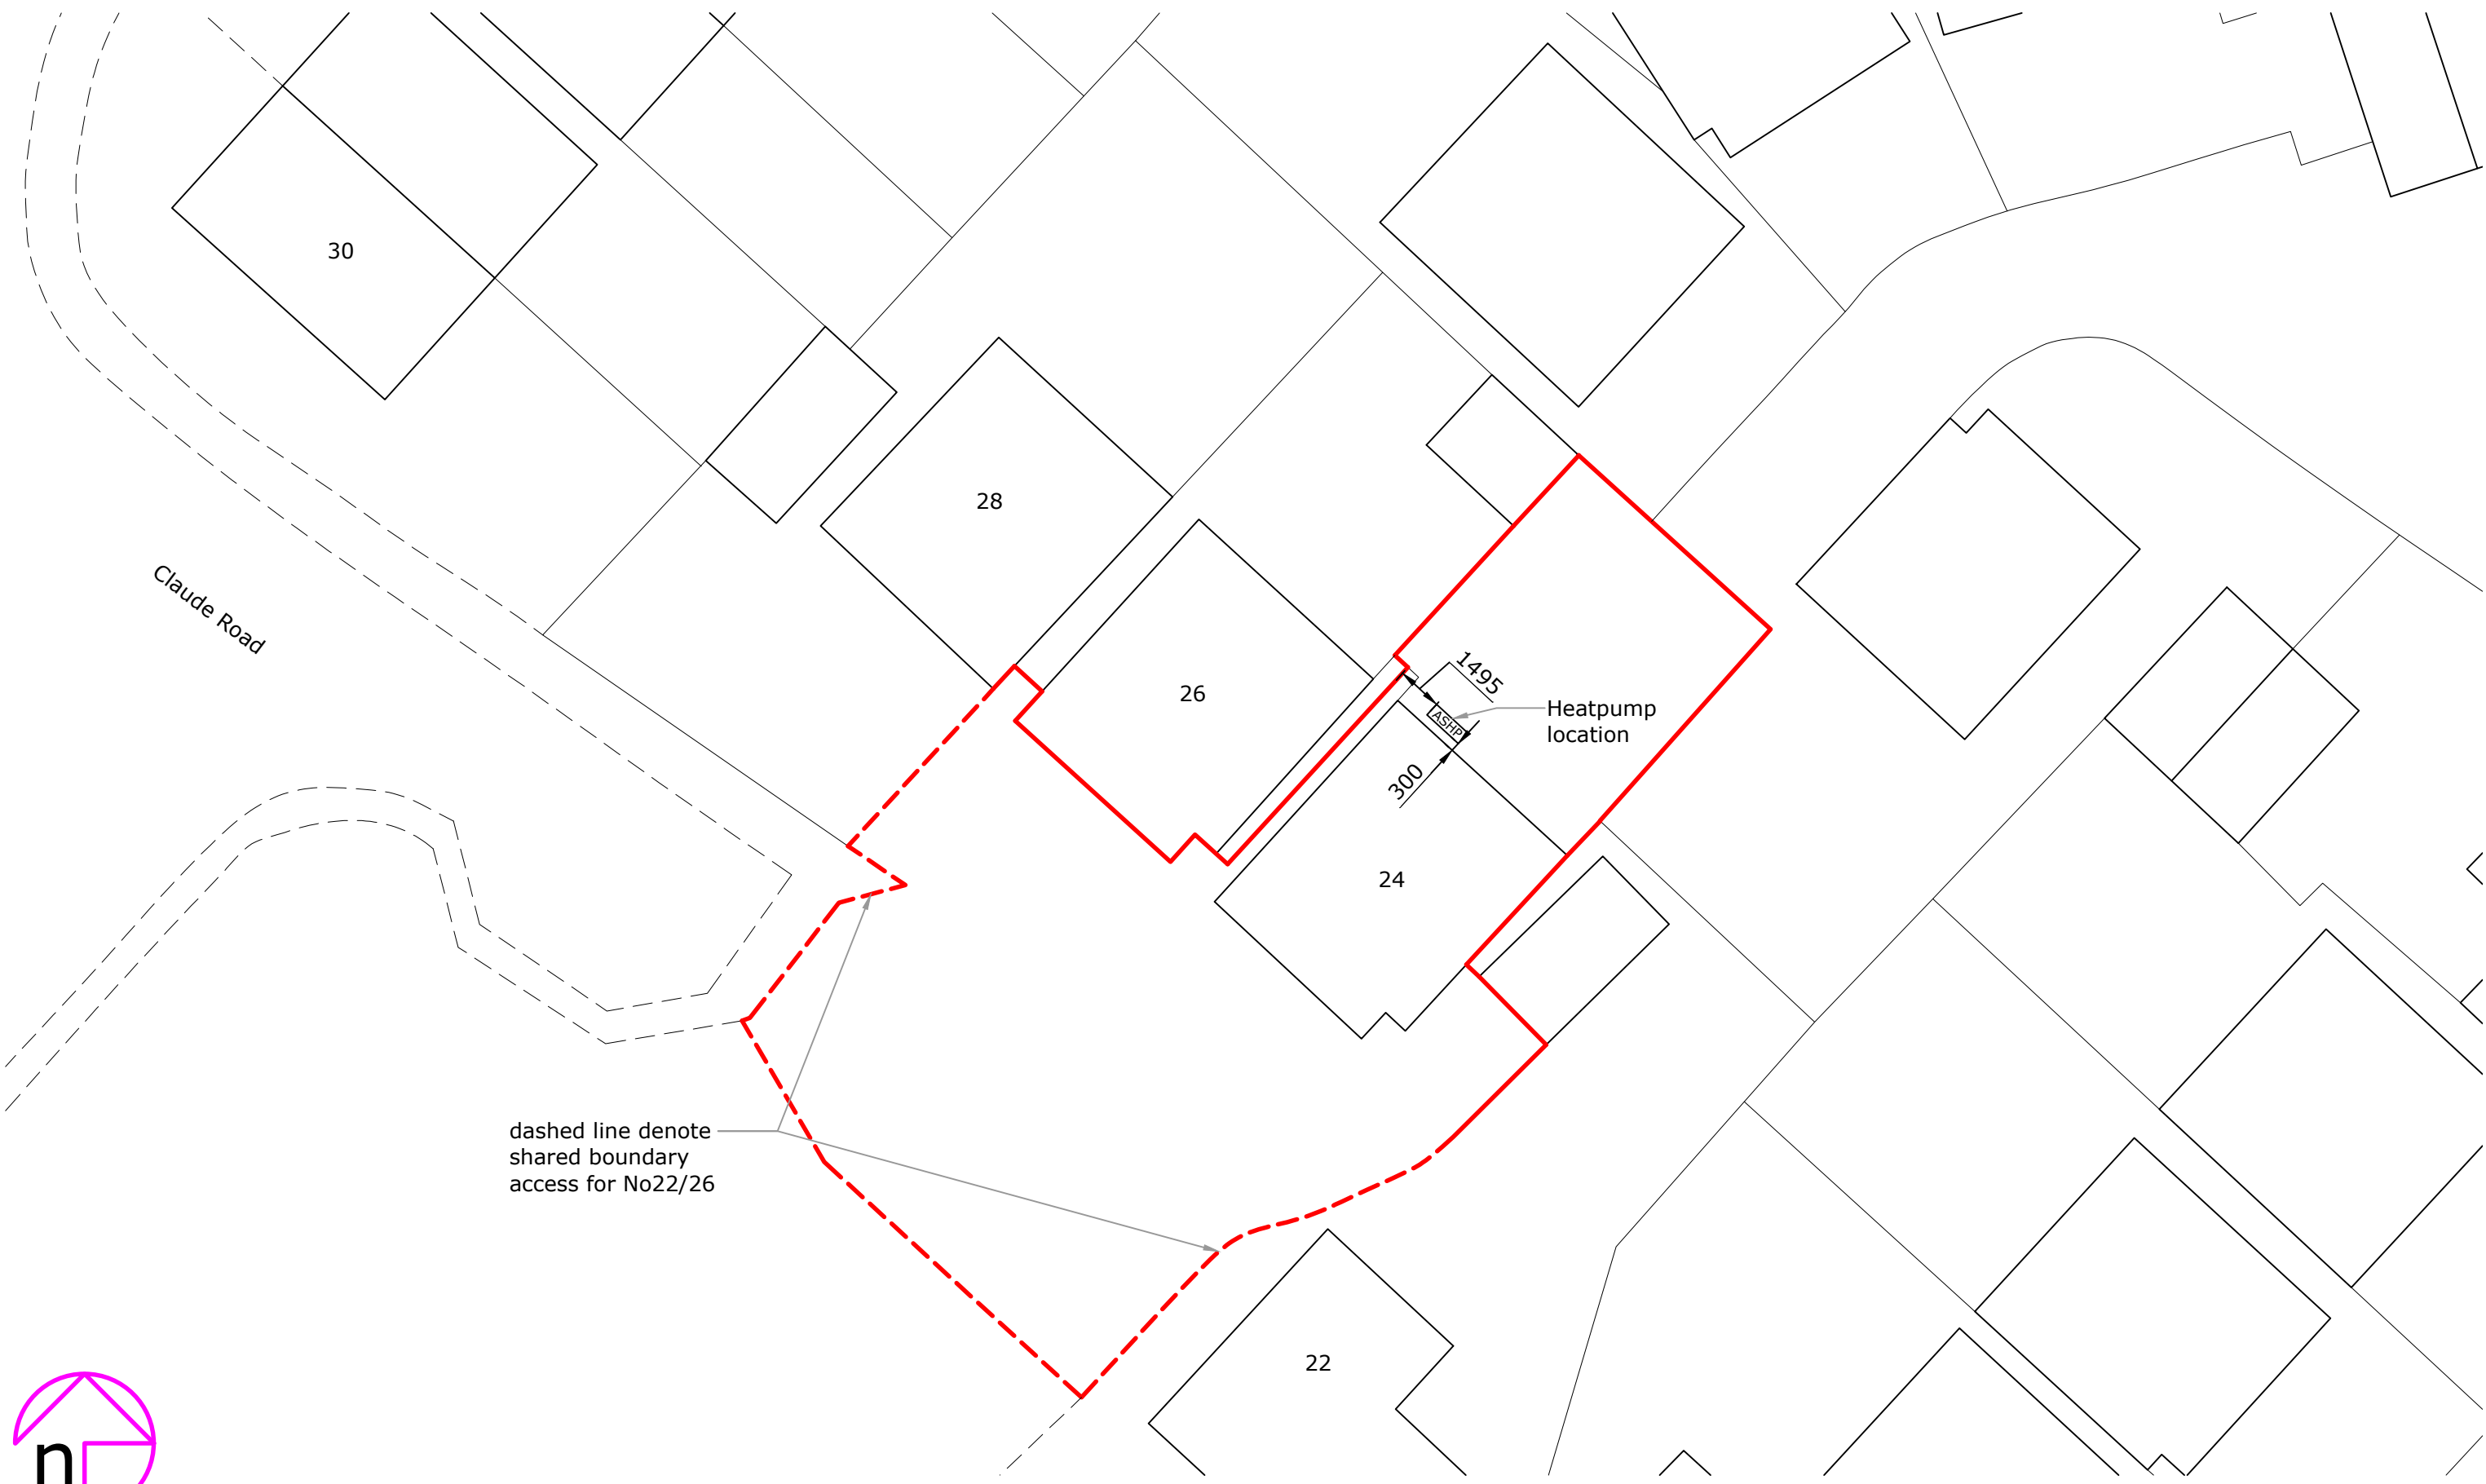 30
28
Claude Road
26
1495
ASHP
Heatpump
location
300
24
dashed line denote
shared boundary
access for No22/26
22
n